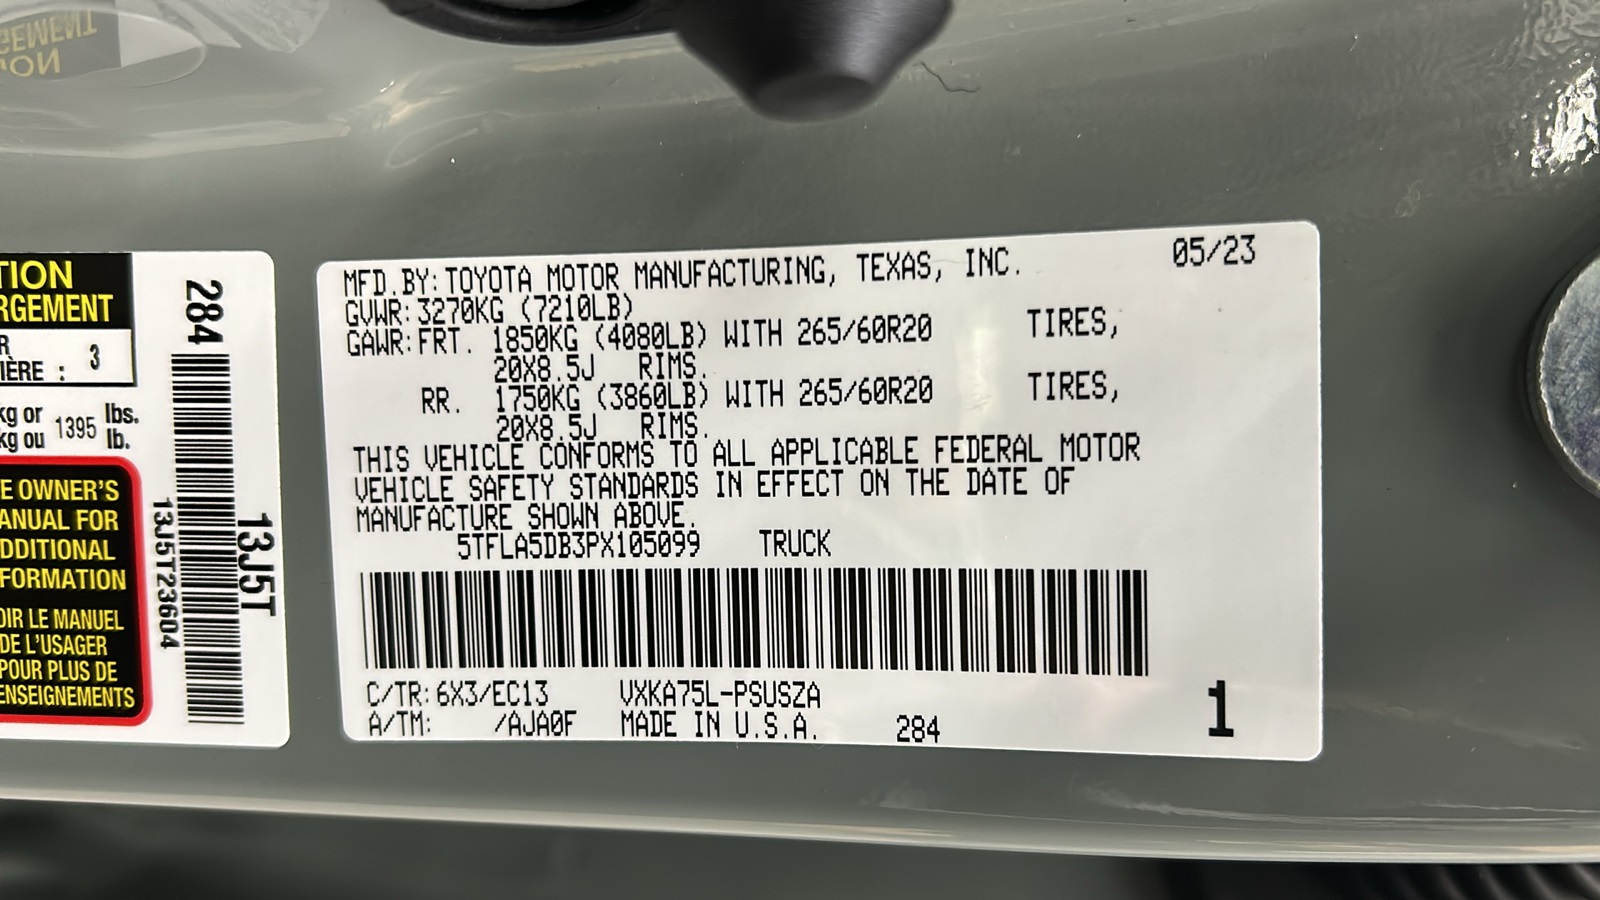 TION
RGEMENT
R
IÈRE : 3
kg or 1395 lbs.
kg ou lb.
E OWNER'S
ANUAL FOR
DDITIONAL
FORMATION
OIR LE MANUEL
DE L'USAGER
POUR PLUS DE
ENSEIGNEMENTS
284
13J5T
13J5T23604
MFD.BY:TOYOTA MOTOR MANUFACTURING, TEXAS, INC. 05/23
GVWR:3270KG (7210LB)
GAWR:FRT. 1850KG (4080LB) WITH 265/60R20 TIRES,
20X8.5J RIMS.
RR. 1750KG (3860LB) WITH 265/60R20 TIRES,
20X8.5J RIMS.
THIS VEHICLE CONFORMS TO ALL APPLICABLE FEDERAL MOTOR
VEHICLE SAFETY STANDARDS IN EFFECT ON THE DATE OF
MANUFACTURE SHOWN ABOVE.
5TFLA5DB3PX105099 TRUCK
C/TR:6X3/EC13 VXKA75L-PSUSZA
A/TM: /AJA0F MADE IN U.S.A. 284 1